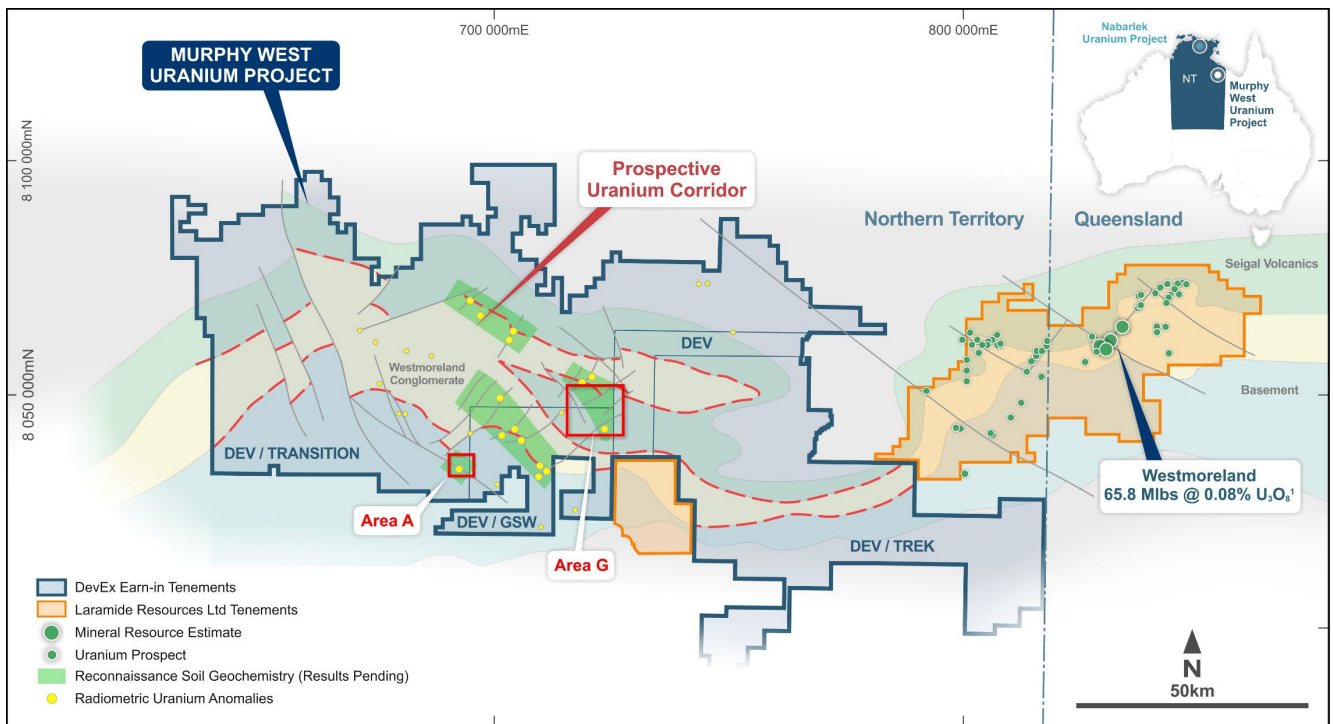 700 000mE
800 000mE
8 100 000mN
8 050 000mN
MURPHY WEST
URANIUM PROJECT
Prospective
Uranium Corridor
Nabarlek
Uranium Project
NT
Murphy
West
Uranium
Project
Northern Territory
Queensland
Seigal Volcanics
DEV
Westmoreland
Conglomerate
Basement
DEV / TRANSITION
Area A
DEV / GSW
Area G
DEV / TREK
Westmoreland
65.8 Mlbs @ 0.08% U₃O₈¹
DevEx Earn-in Tenements
Laramide Resources Ltd Tenements
Mineral Resource Estimate
Uranium Prospect
Reconnaissance Soil Geochemistry (Results Pending)
Radiometric Uranium Anomalies
N
50km